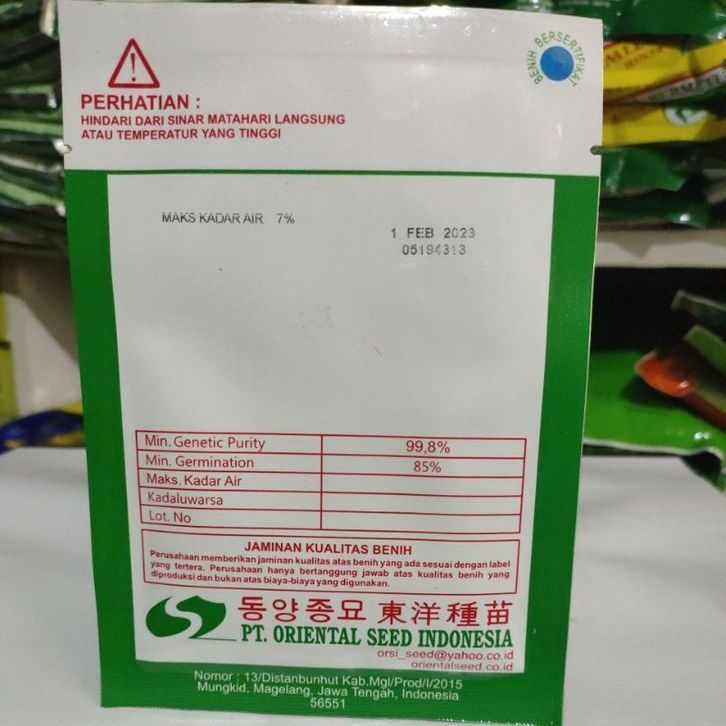 BENIH BERSERTIFIKAT
PERHATIAN :
HINDARI DARI SINAR MATAHARI LANGSUNG
ATAU TEMPERATUR YANG TINGGI
MAKS KADAR AIR 7%
1 FEB 2023
05194313
Min. Genetic Purity 99,8%
Min. Germination 85%
Maks. Kadar Air
Kadaluwarsa
Lot. No
JAMINAN KUALITAS BENIH
Perusahaan memberikan jaminan kualitas atas benih yang ada sesuai dengan label
yang tertera. Perusahaan hanya bertanggung jawab atas kualitas benih yang
diproduksi dan bukan atas biaya-biaya yang digunakan.
동양종묘 東洋種苗
PT. ORIENTAL SEED INDONESIA
orsi_seed@yahoo.co.id
orientalseed.co.id
Nomor : 13/Distanbunhut Kab.Mgl/Prod/I/2015
Mungkid, Magelang, Jawa Tengah, Indonesia
56551